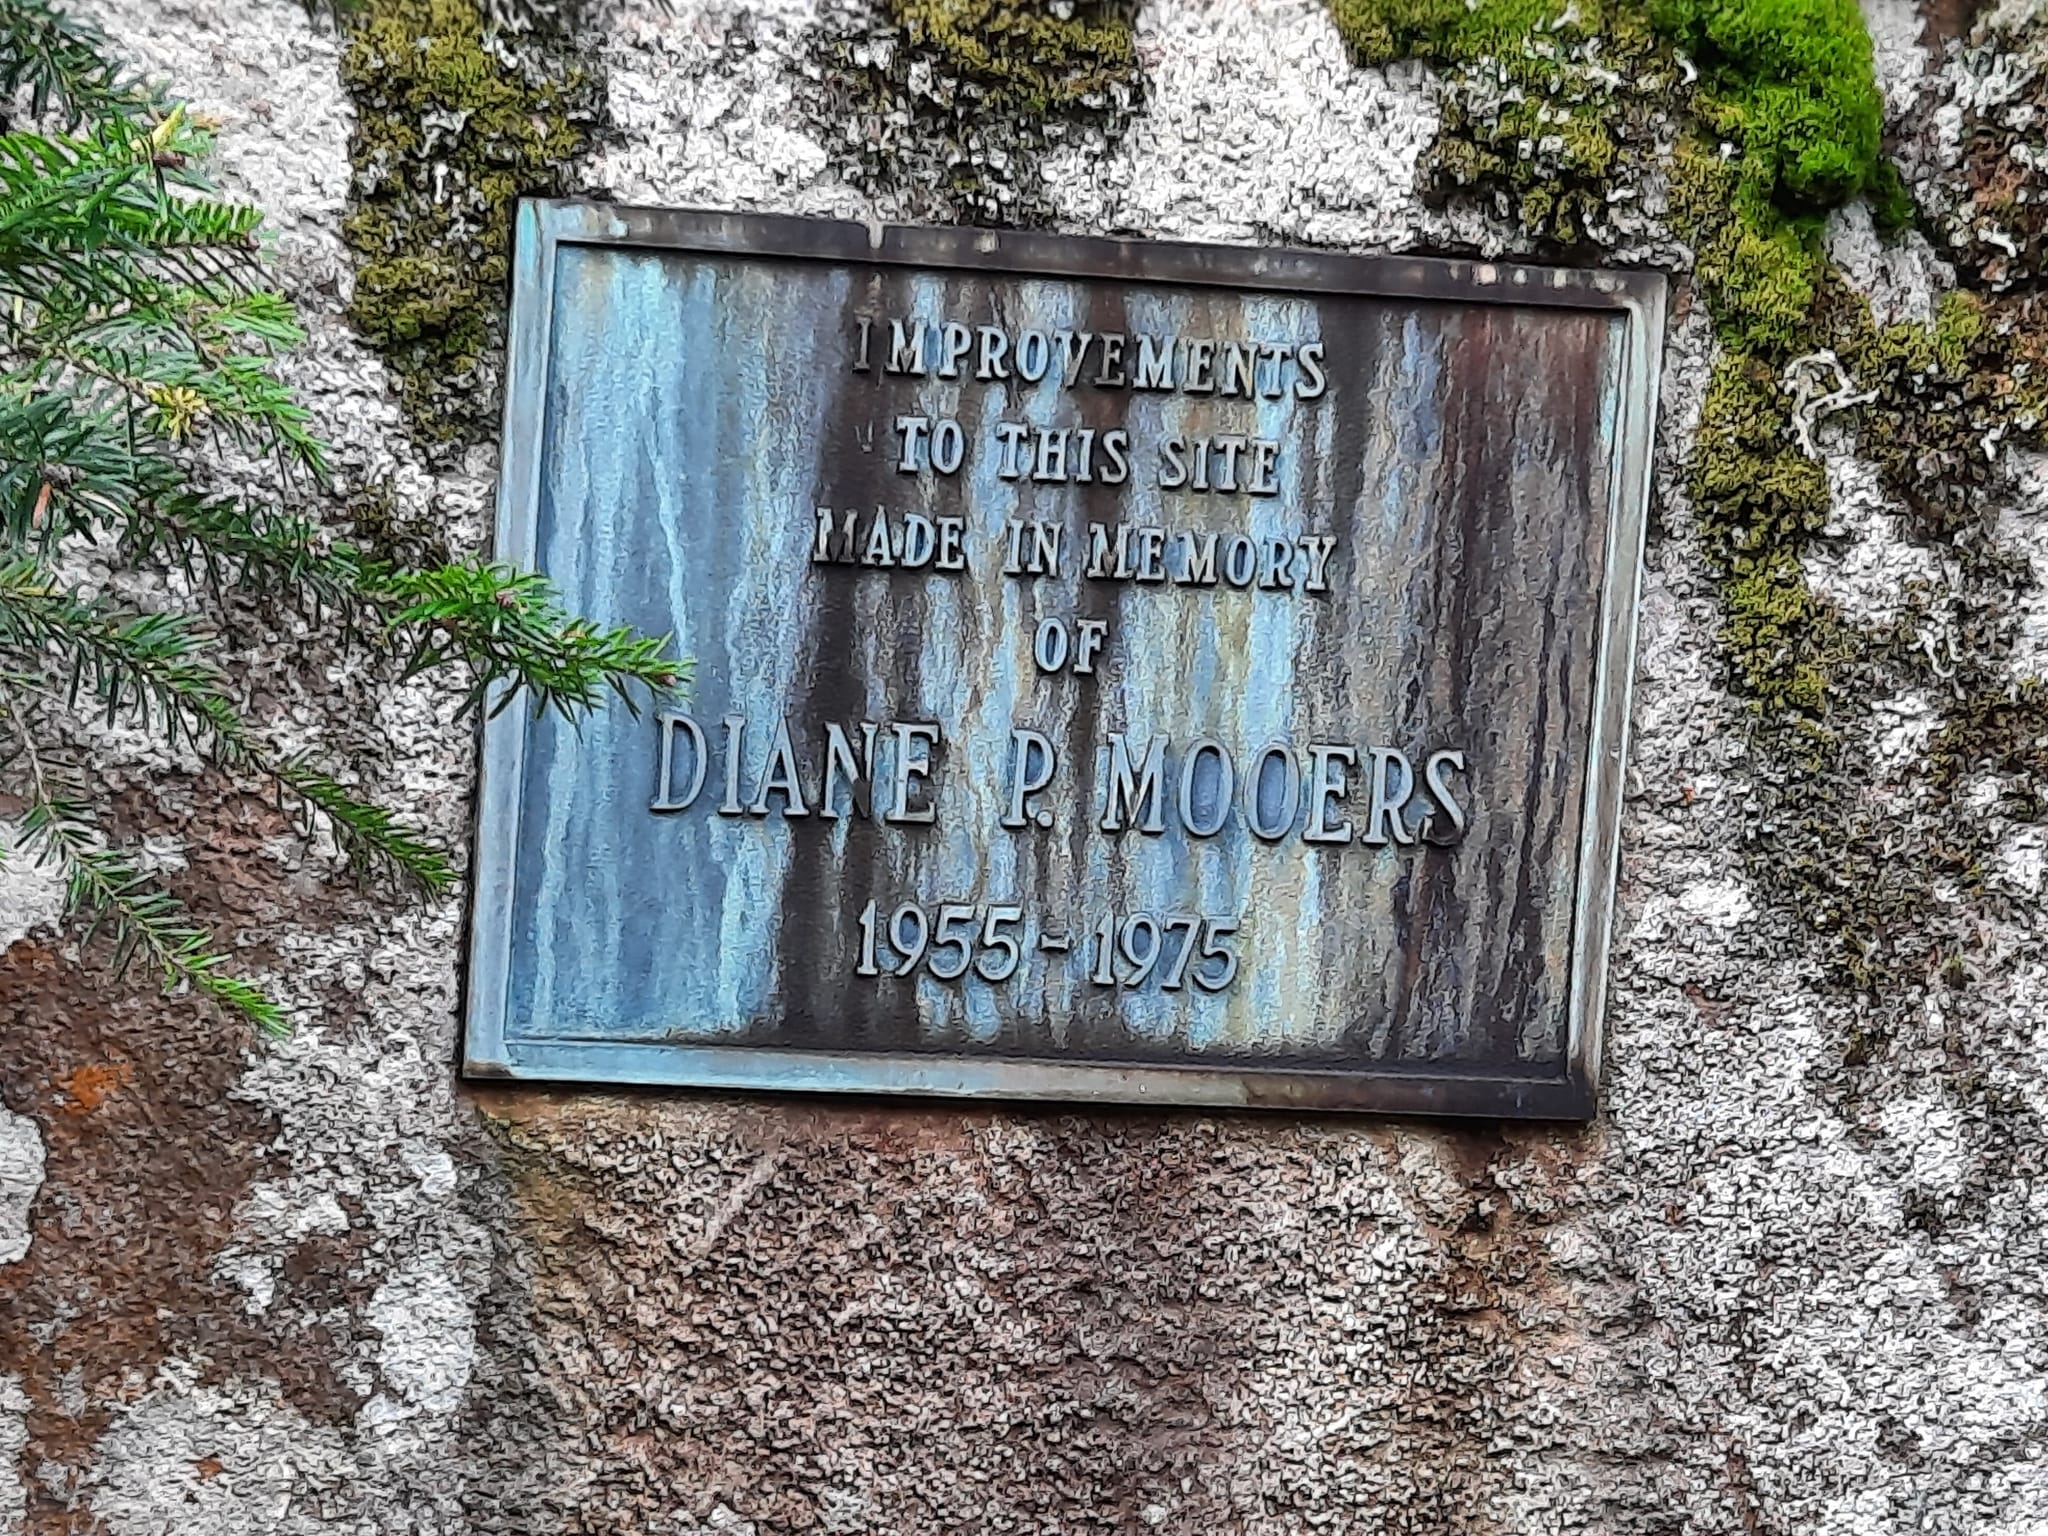 IMPROVEMENTS
TO THIS SITE
MADE IN MEMORY
OF
DIANE P. MOOERS
1955-1975